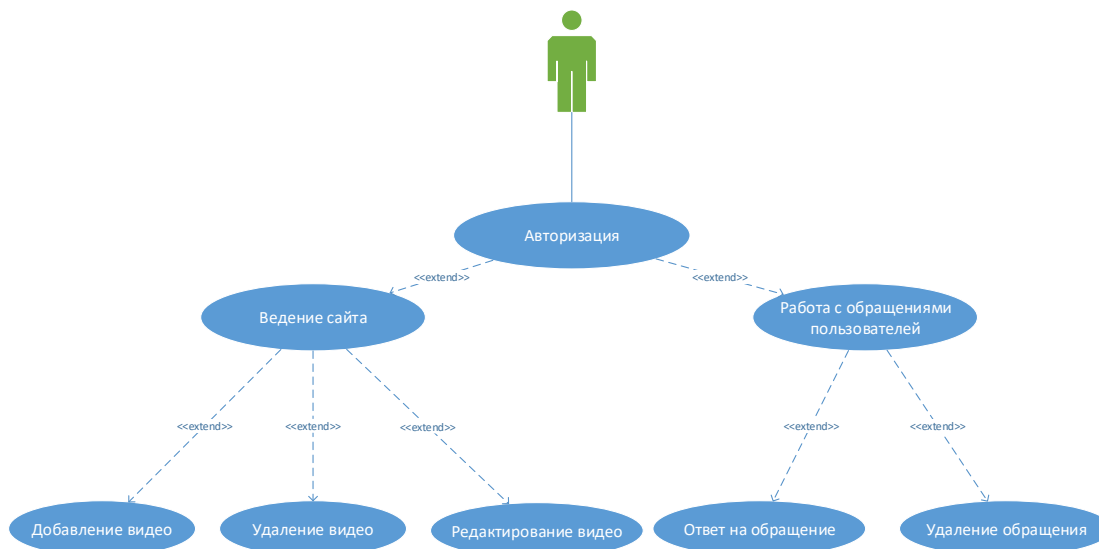 Авторизация
<<extend>>
<<extend>>
Ведение сайта
Работа с обращениями
пользователей
<<extend>>
<<extend>>
<<extend>>
<<extend>>
<<extend>>
Добавление видео
Удаление видео
Редактирование видео
Ответ на обращение
Удаление обращения